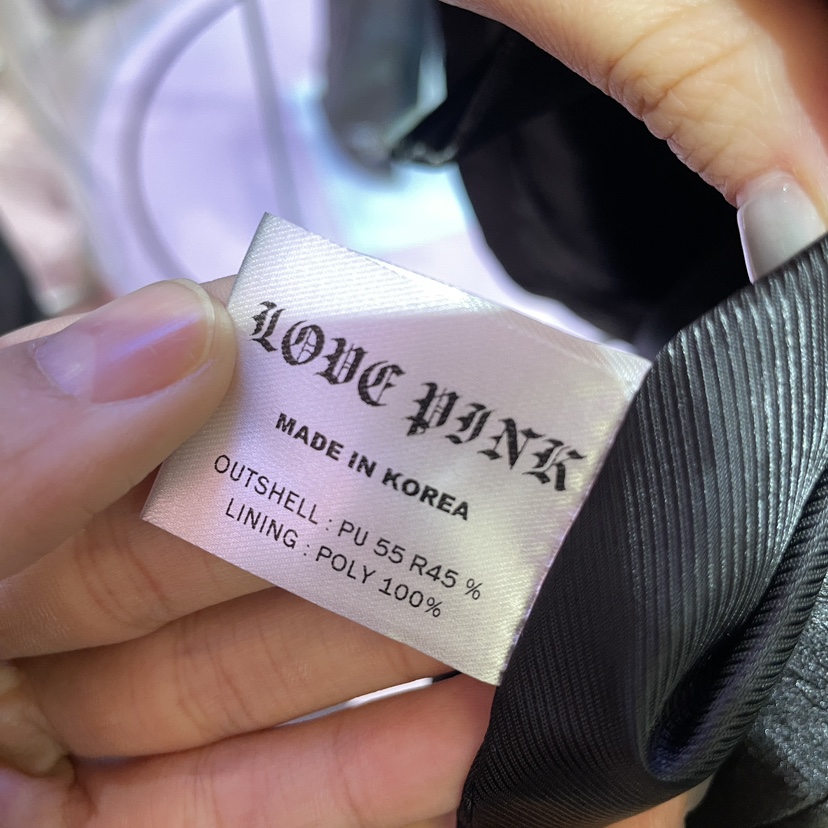 LOVE PINK
MADE IN KOREA
OUTSHELL : PU 55 R45 %
LINING : POLY 100%